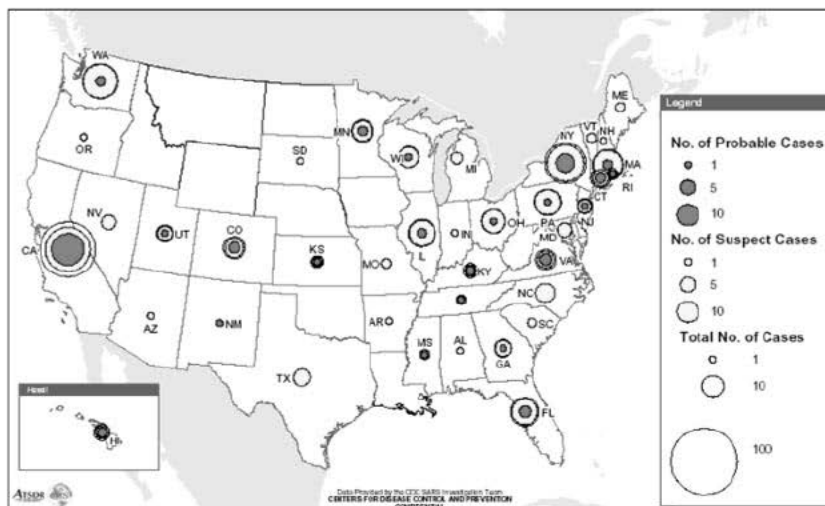 WA
OR
CA
NV
UT
AZ
CO
NM
SD
KS
TX
MN
WI
L
MO
AR
MS
MI
IN
OH
KY
AL
GA
FL
SC
NC
VA
MD
PA
NJ
NY
CT
RI
MA
NH
VT
ME
Hawaii
HI
Legend
No. of Probable Cases
1
5
10
No. of Suspect Cases
1
5
10
Total No. of Cases
1
10
100
ATSDR
Data Provided by the CDC SARS Investigation Team
CENTERS FOR DISEASE CONTROL AND PREVENTION
CONFIDENTIAL